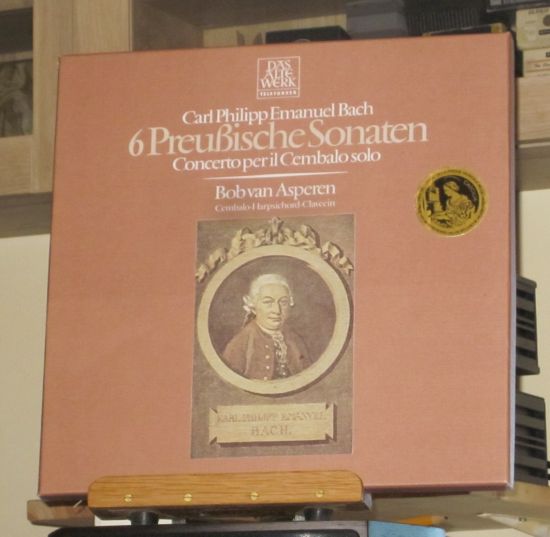 DAS
ALTE
WERK
TELEFUNKEN
Carl Philipp Emanuel Bach
6 Preußische Sonaten
Concerto per il Cembalo solo
Bob van Asperen
Cembalo·Harpsichord·Clavecin
KARL PHILIPP EMANUEL
BACH.